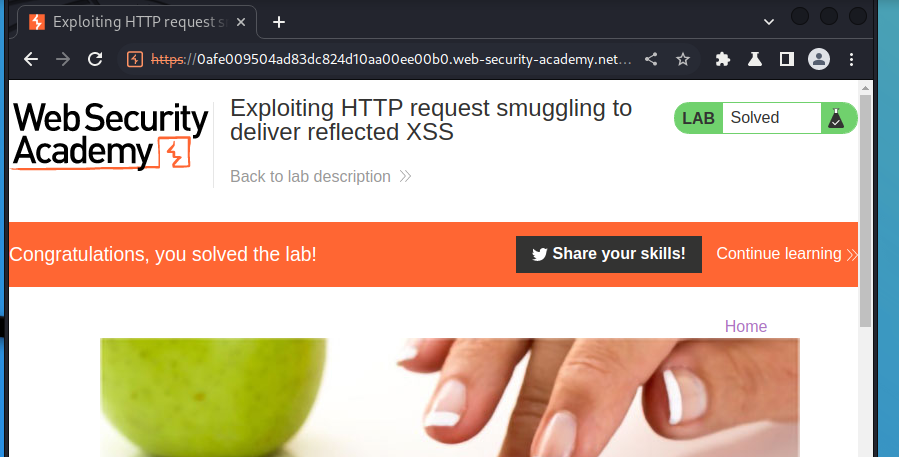 Exploiting HTTP request s
https://0afe009504ad83dc824d10aa00ee00b0.web-security-academy.net...
Web Security
Academy
Exploiting HTTP request smuggling to
deliver reflected XSS
Back to lab description
LAB Solved
Congratulations, you solved the lab!
Share your skills!
Continue learning
Home